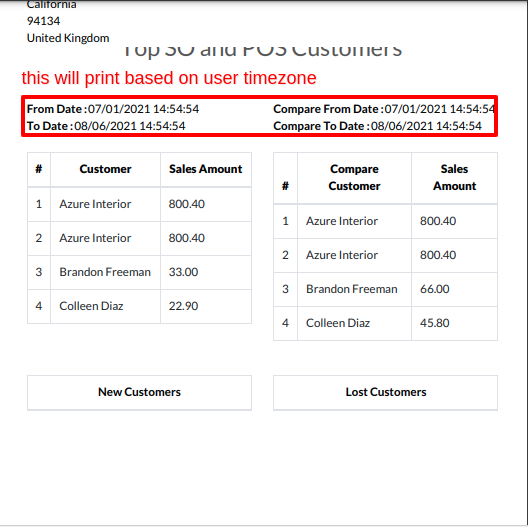 California
94134
United Kingdom
Top SO and POS Customers
this will print based on user timezone
From Date :07/01/2021 14:54:54
To Date :08/06/2021 14:54:54
Compare From Date :07/01/2021 14:54:54
Compare To Date :08/06/2021 14:54:54
# Customer Sales Amount
1 Azure Interior 800.40
2 Azure Interior 800.40
3 Brandon Freeman 33.00
4 Colleen Diaz 22.90
# Compare Customer Sales Amount
1 Azure Interior 800.40
2 Azure Interior 800.40
3 Brandon Freeman 66.00
4 Colleen Diaz 45.80
New Customers
Lost Customers